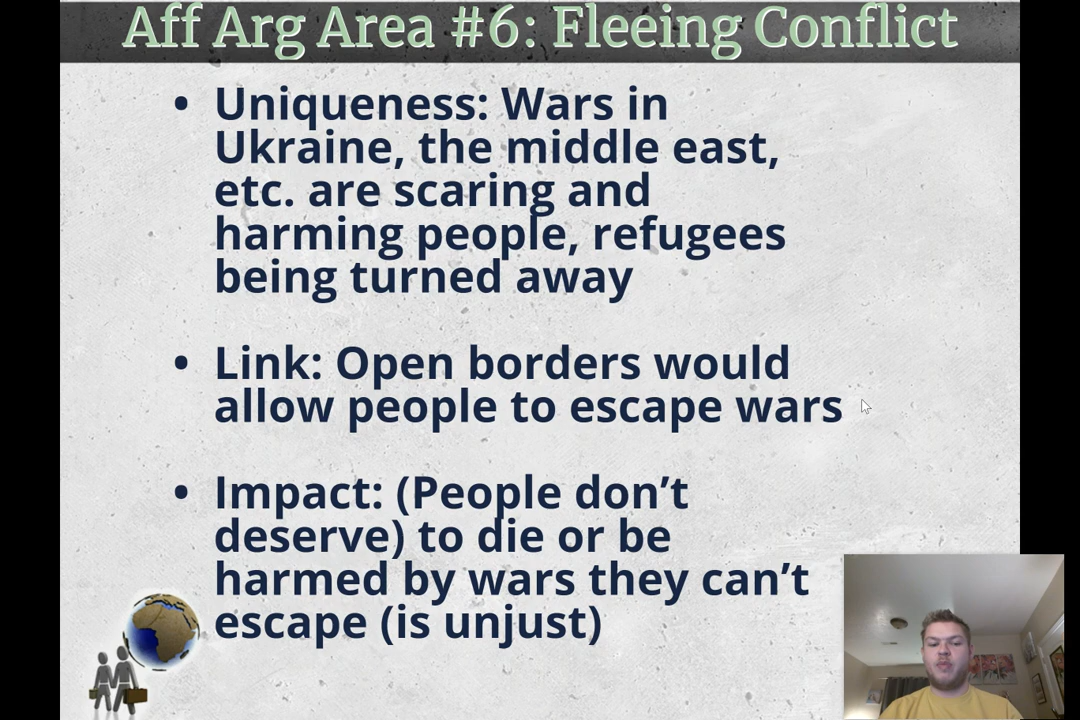 Aff Arg Area #6: Fleeing Conflict
• Uniqueness: Wars in
Ukraine, the middle east,
etc. are scaring and
harming people, refugees
being turned away
• Link: Open borders would
allow people to escape wars
• Impact: (People don’t
deserve) to die or be
harmed by wars they can’t
escape (is unjust)